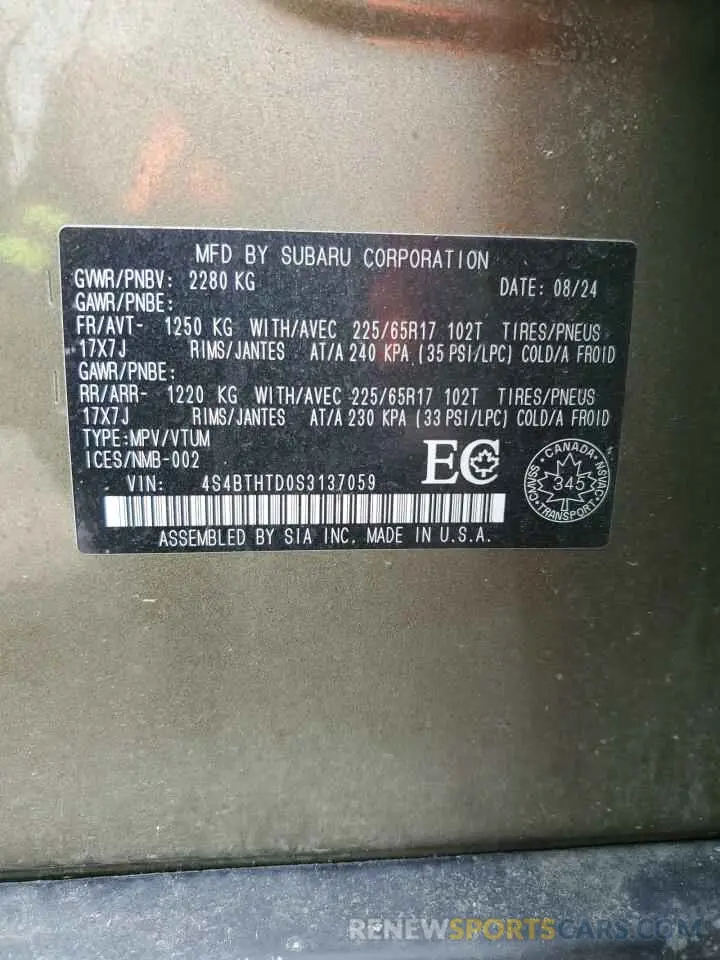 MFD BY SUBARU CORPORATION
GVWR/PNBV: 2280 KG DATE: 08/24
GAWR/PNBE:
FR/AVT- 1250 KG WITH/AVEC 225/65R17 102T TIRES/PNEUS
17X7J RIMS/JANTES AT/A 240 KPA (35 PSI/LPC) COLD/A FROID
GAWR/PNBE:
RR/ARR- 1220 KG WITH/AVEC 225/65R17 102T TIRES/PNEUS
17X7J RIMS/JANTES AT/A 230 KPA (33 PSI/LPC) COLD/A FROID
TYPE:MPV/VTUM
ICES/NMB-002
EC
CANADA
CMVSS
345
NSVAC
TRANSPORT
VIN: 4S4BTHTD0S3137059
ASSEMBLED BY SIA INC. MADE IN U.S.A.
RENEWSPORTSCARS.COM